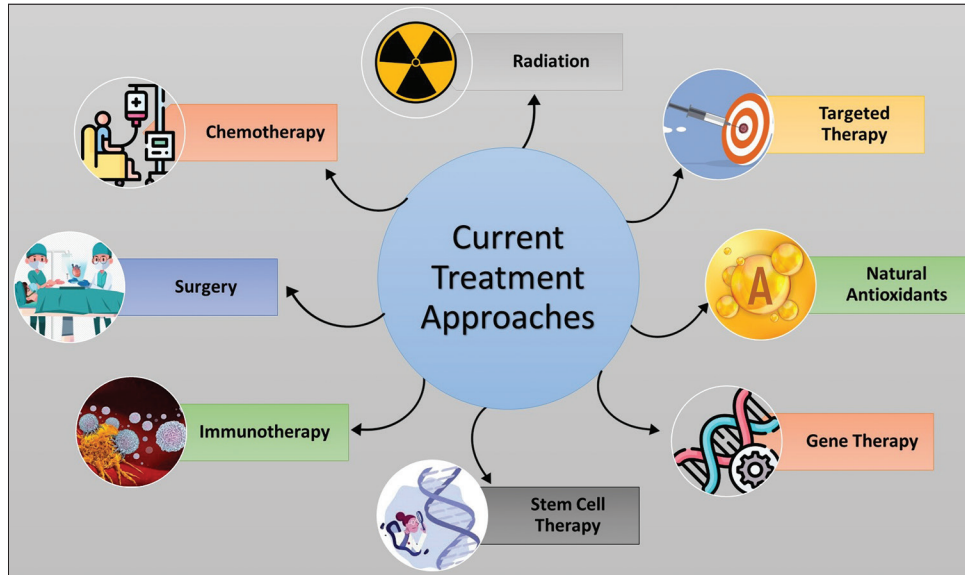 Radiation
Chemotherapy
Targeted
Therapy
Current
Treatment
Approaches
Surgery
A
Natural
Antioxidants
Immunotherapy
Gene Therapy
Stem Cell
Therapy